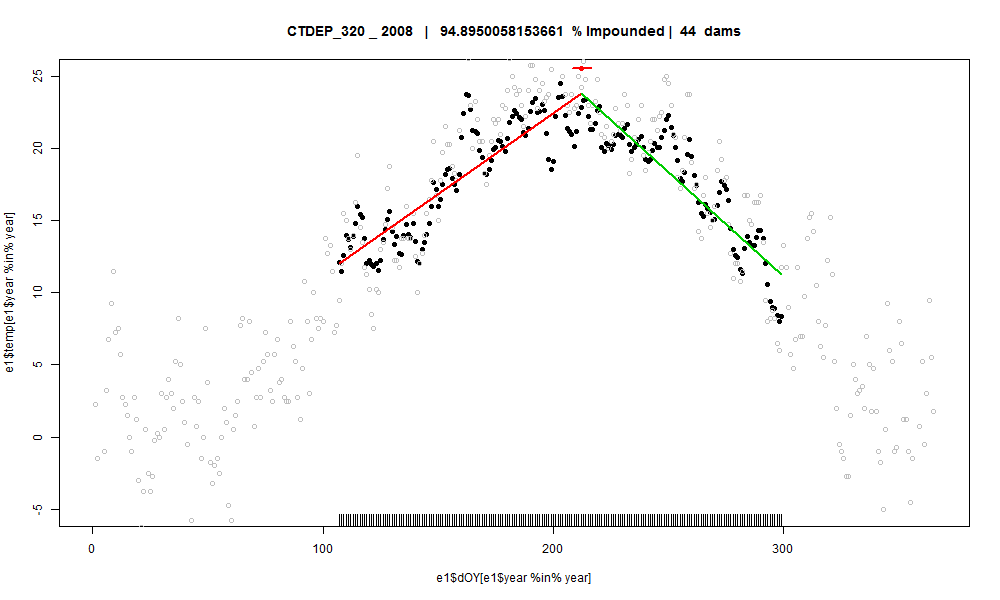 CTDEP_320 _ 2008 | 94.8950058153661 % Impounded | 44 dams
25
20
15
10
5
0
-5
e1$temp[e1$year %in% year]
0 100 200 300
e1$dOY[e1$year %in% year]